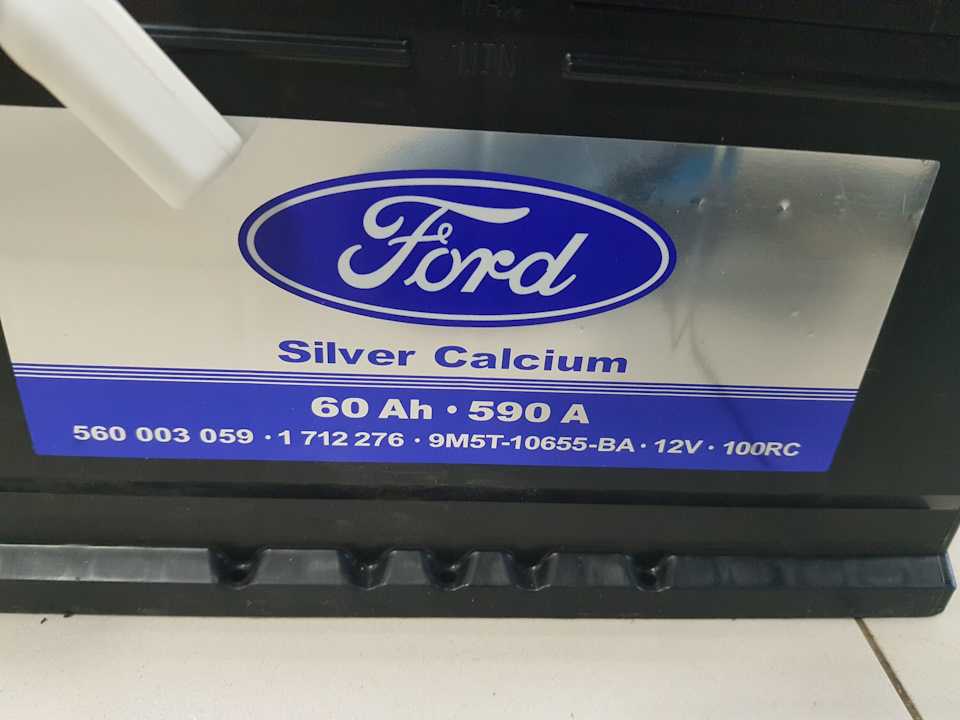 Ford
Silver Calcium
60 Ah · 590 A
560 003 059 · 1 712 276 · 9M5T-10655-BA · 12V · 100RC